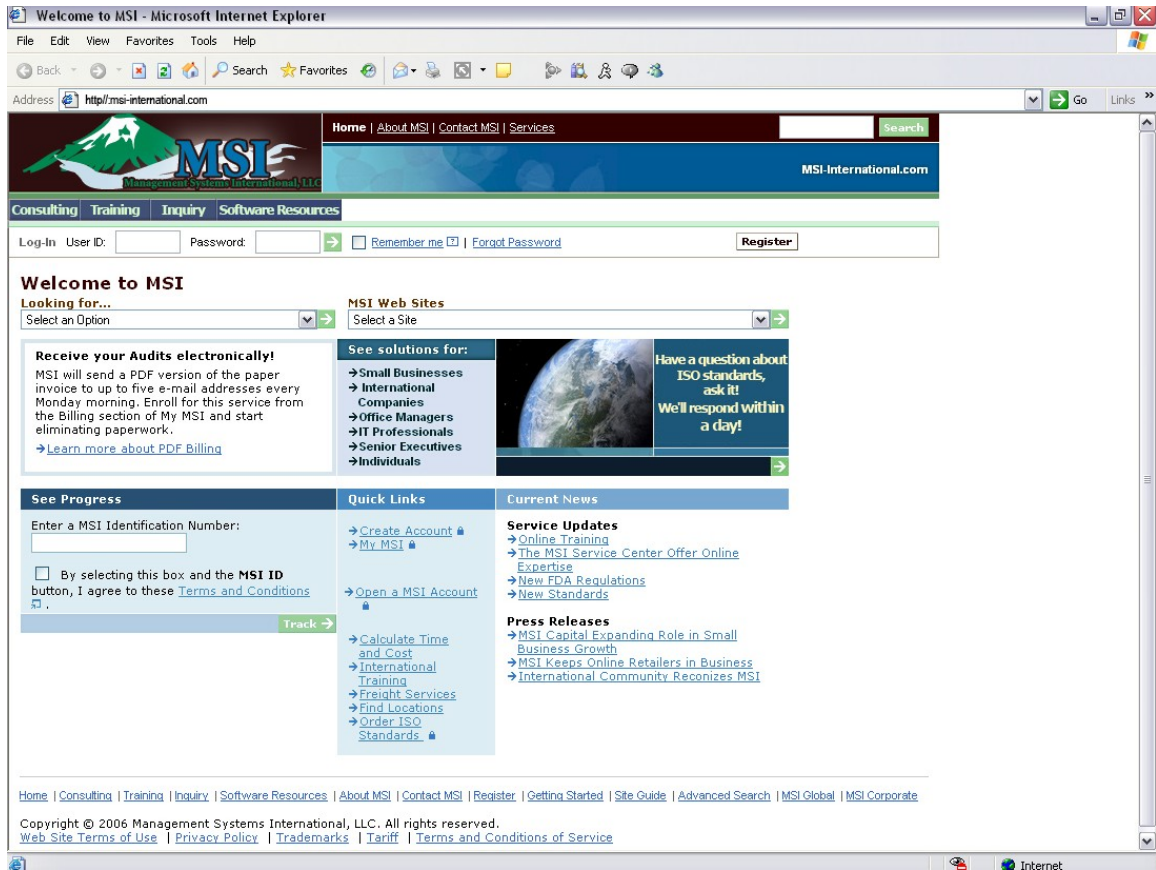 Welcome to MSI - Microsoft Internet Explorer
File Edit View Favorites Tools Help
Back Search Favorites
Address http//:msi-international.com Go Links »
Home | About MSI | Contact MSI | Services Search
MSI
Management Systems International, LLC
MSI-International.com
Consulting Training Inquiry Software Resources
Log-In User ID: Password: Remember me ? | Forgot Password Register
Welcome to MSI
Looking for...
Select an Option
MSI Web Sites
Select a Site
Receive your Audits electronically!
MSI will send a PDF version of the paper
invoice to up to five e-mail addresses every
Monday morning. Enroll for this service from
the Billing section of My MSI and start
eliminating paperwork.
Learn more about PDF Billing
See solutions for:
Small Businesses
International
Companies
Office Managers
IT Professionals
Senior Executives
Individuals
Have a question about
ISO standards,
ask it!
We'll respond within
a day!
See Progress
Enter a MSI Identification Number:
By selecting this box and the MSI ID
button, I agree to these Terms and Conditions
.
Track
Quick Links
Create Account
My MSI
Open a MSI Account
Calculate Time
and Cost
International
Training
Freight Services
Find Locations
Order ISO
Standards
Current News
Service Updates
Online Training
The MSI Service Center Offer Online
Expertise
New FDA Regulations
New Standards
Press Releases
MSI Capital Expanding Role in Small
Business Growth
MSI Keeps Online Retailers in Business
International Community Reconizes MSI
Home | Consulting | Training | Inquiry | Software Resources | About MSI | Contact MSI | Register | Getting Started | Site Guide | Advanced Search | MSI Global | MSI Corporate
Copyright © 2006 Management Systems International, LLC. All rights reserved.
Web Site Terms of Use | Privacy Policy | Trademarks | Tariff | Terms and Conditions of Service
Internet